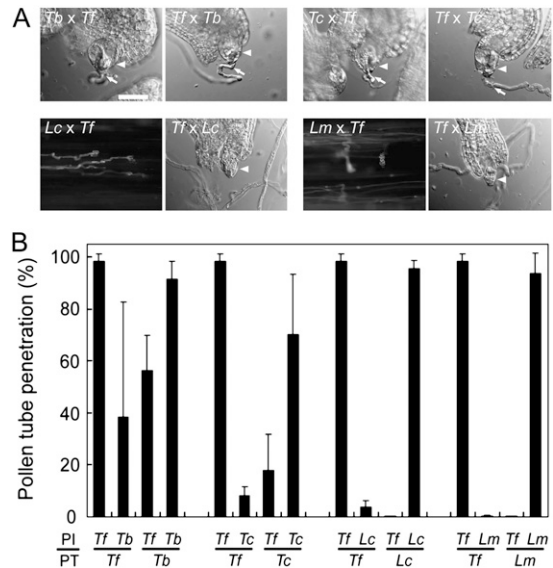 A
Tb x Tf
Tf x Tb
Tc x Tf
Tf x Tc
Lc x Tf
Tf x Lc
Lm x Tf
Tf x Lm
B
Pollen tube penetration (%)
100
80
60
40
20
0
PI Tf Tb Tf Tb Tf Tc Tf Tc Tf Lc Tf Lc Tf Lm Tf Lm
PT Tf Tb Tf Tc Tf Lc Tf Lm